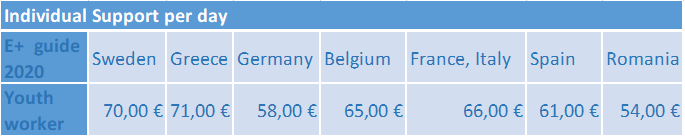 Individual Support per day
E+ guide 2020 Sweden Greece Germany Belgium France, Italy Spain Romania
Youth worker 70,00 € 71,00 € 58,00 € 65,00 € 66,00 € 61,00 € 54,00 €